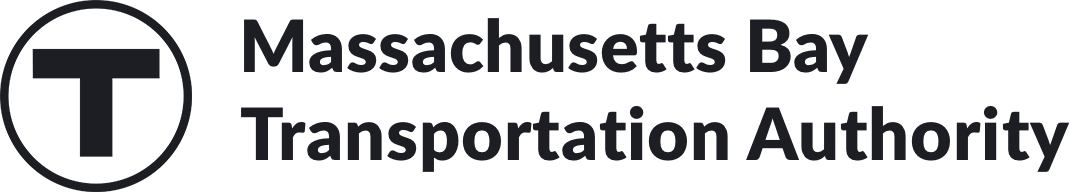 T
Massachusetts Bay
Transportation Authority